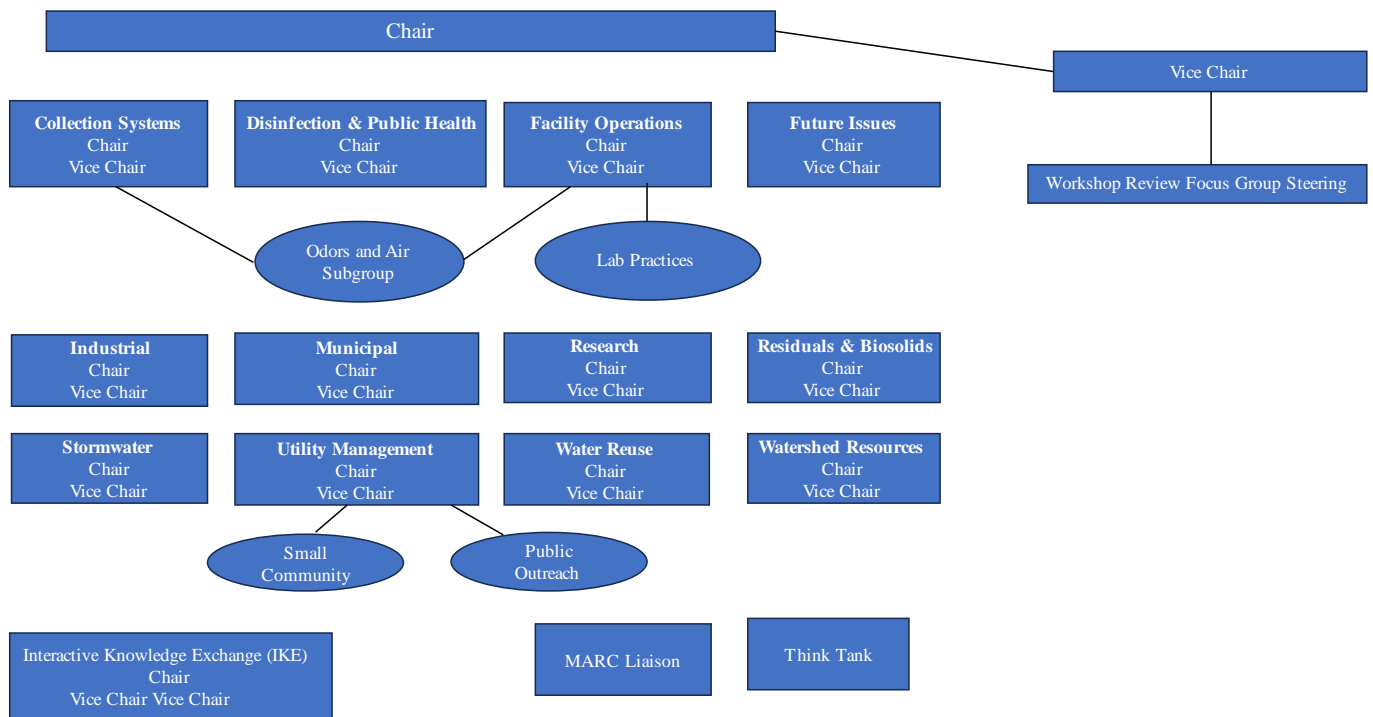 Chair
Vice Chair
Collection Systems
Chair
Vice Chair
Disinfection & Public Health
Chair
Vice Chair
Facility Operations
Chair
Vice Chair
Future Issues
Chair
Vice Chair
Workshop Review Focus Group Steering
Odors and Air
Subgroup
Lab Practices
Industrial
Chair
Vice Chair
Municipal
Chair
Vice Chair
Research
Chair
Vice Chair
Residuals & Biosolids
Chair
Vice Chair
Stormwater
Chair
Vice Chair
Utility Management
Chair
Vice Chair
Water Reuse
Chair
Vice Chair
Watershed Resources
Chair
Vice Chair
Small
Community
Public
Outreach
Interactive Knowledge Exchange (IKE)
Chair
Vice Chair Vice Chair
MARC Liaison
Think Tank